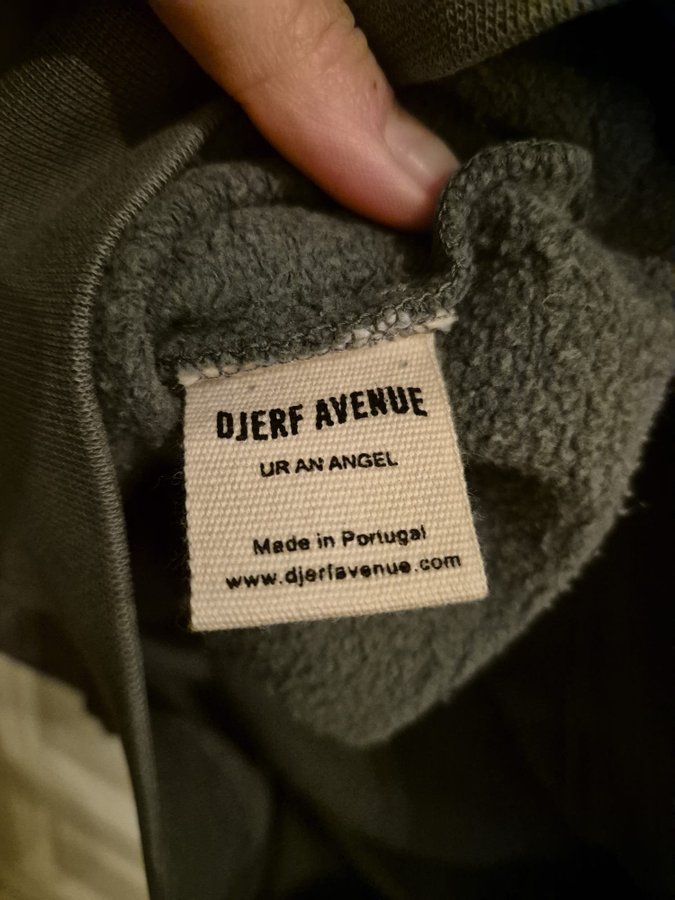 DJERF AVENUE
UR AN ANGEL
Made in Portugal
www.djerfavenue.com